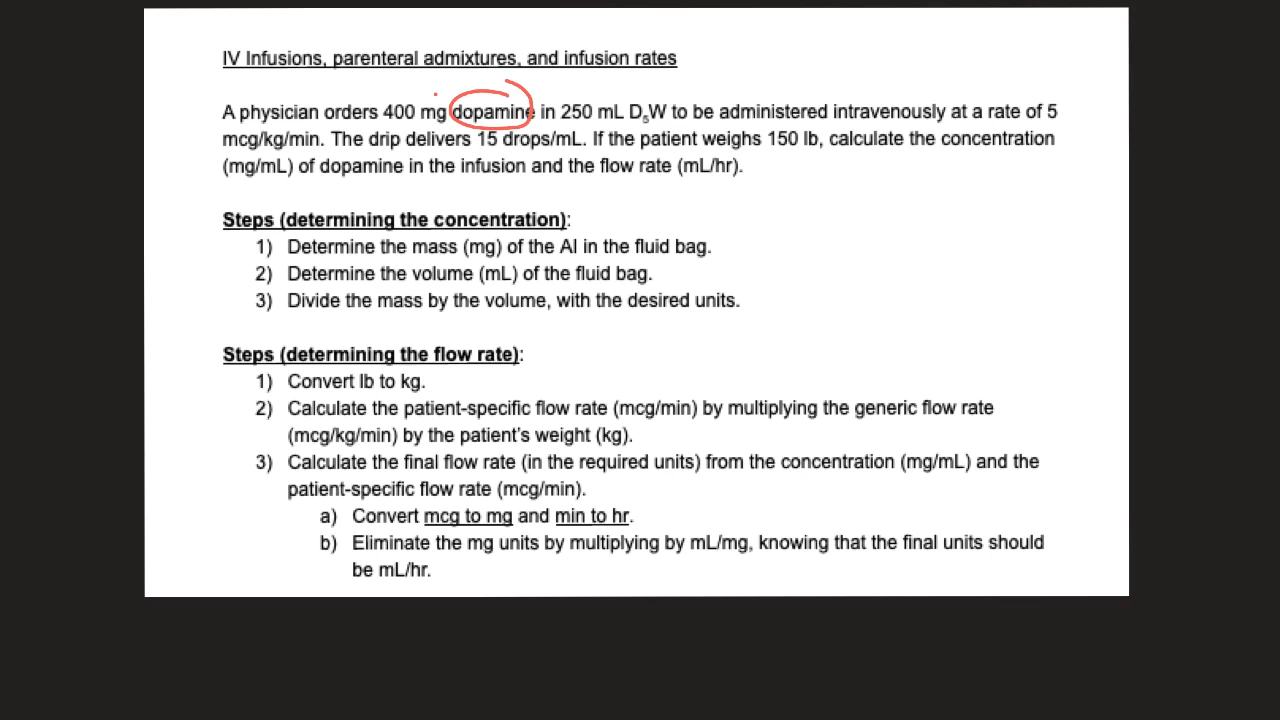 IV Infusions, parenteral admixtures, and infusion rates
A physician orders 400 mg dopamine in 250 mL D₅W to be administered intravenously at a rate of 5
mcg/kg/min. The drip delivers 15 drops/mL. If the patient weighs 150 lb, calculate the concentration
(mg/mL) of dopamine in the infusion and the flow rate (mL/hr).
Steps (determining the concentration):
1) Determine the mass (mg) of the AI in the fluid bag.
2) Determine the volume (mL) of the fluid bag.
3) Divide the mass by the volume, with the desired units.
Steps (determining the flow rate):
1) Convert lb to kg.
2) Calculate the patient-specific flow rate (mcg/min) by multiplying the generic flow rate
(mcg/kg/min) by the patient's weight (kg).
3) Calculate the final flow rate (in the required units) from the concentration (mg/mL) and the
patient-specific flow rate (mcg/min).
a) Convert mcg to mg and min to hr.
b) Eliminate the mg units by multiplying by mL/mg, knowing that the final units should
be mL/hr.